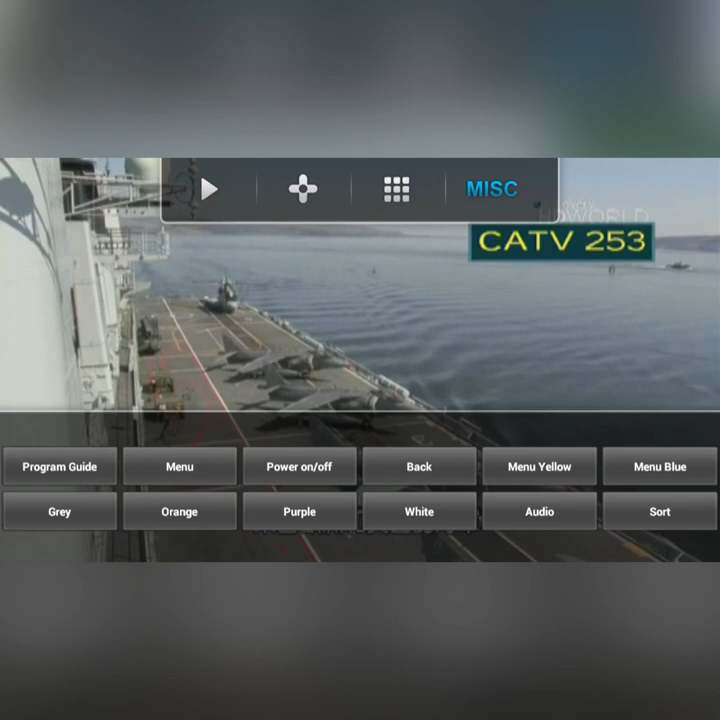 MISC
HDWORLD
CATV 253
Program Guide
Menu
Power on/off
Back
Menu Yellow
Menu Blue
Grey
Orange
Purple
White
Audio
Sort